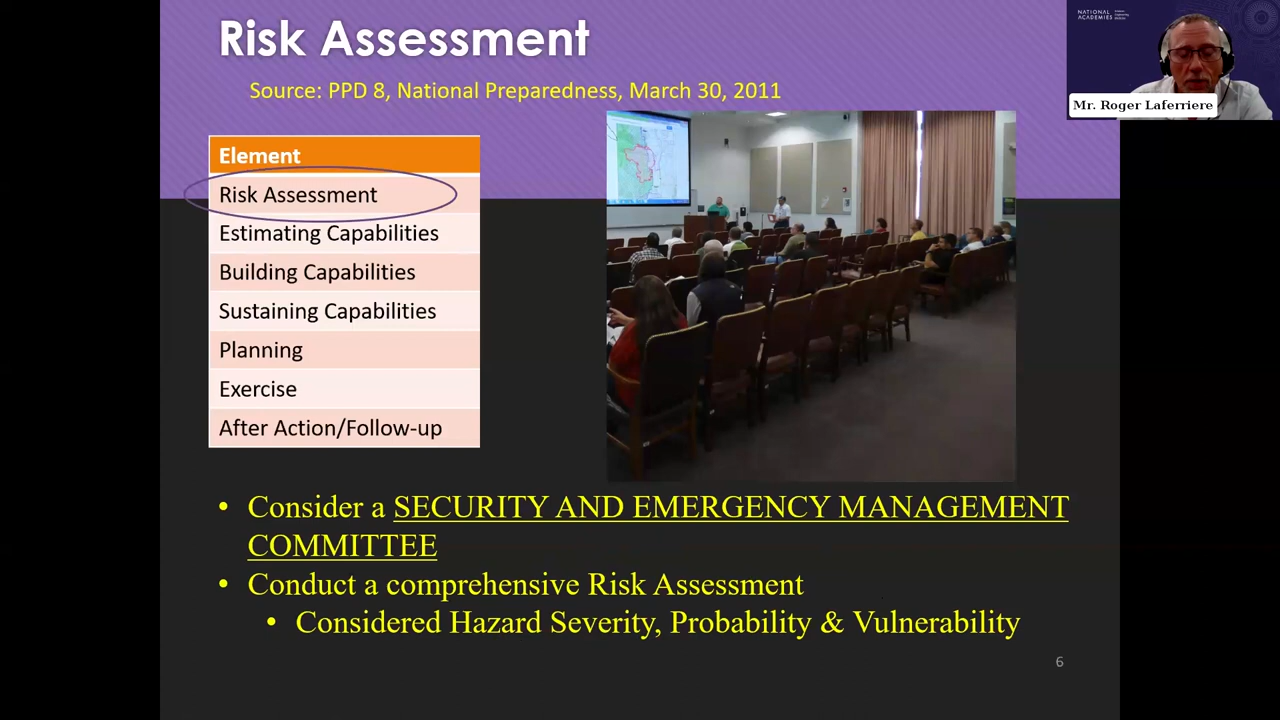 Risk Assessment
Source: PPD 8, National Preparedness, March 30, 2011
NATIONAL
ACADEMIES
Mr. Roger Laferriere
Element
Risk Assessment
Estimating Capabilities
Building Capabilities
Sustaining Capabilities
Planning
Exercise
After Action/Follow-up
• Consider a SECURITY AND EMERGENCY MANAGEMENT
COMMITTEE
• Conduct a comprehensive Risk Assessment
• Considered Hazard Severity, Probability & Vulnerability
6